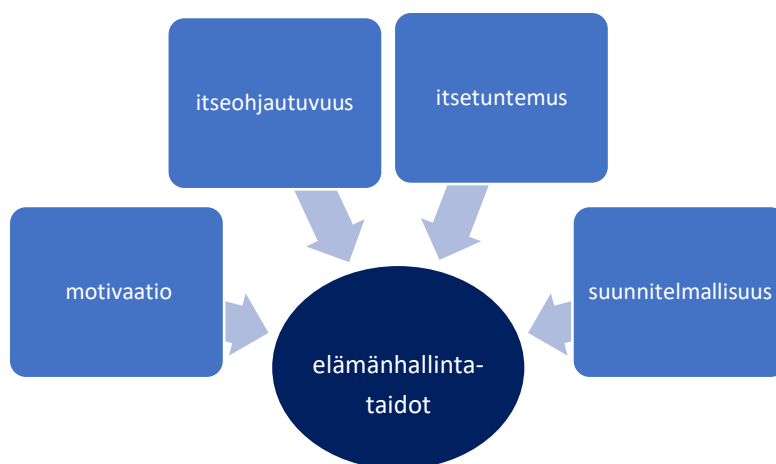 itseohjautuvuus
itsetuntemus
motivaatio
suunnitelmallisuus
elämänhallinta-
taidot